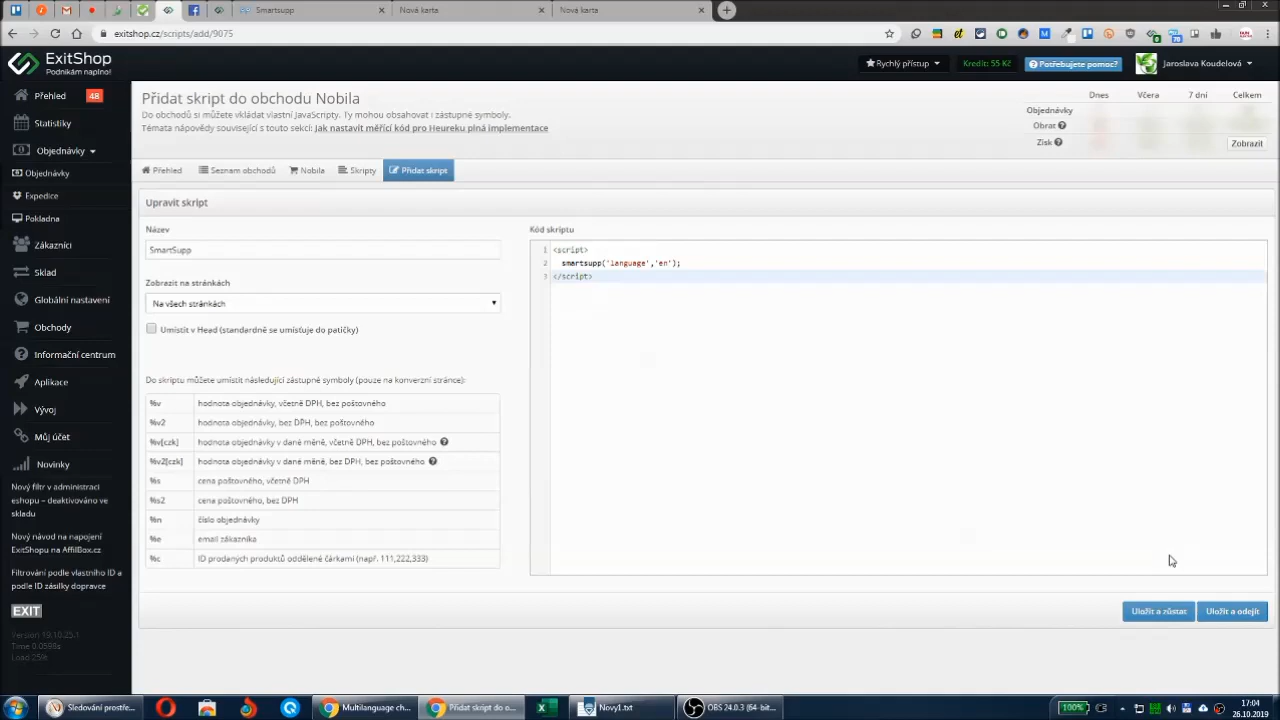 Smartsupp
Nová karta
Nová karta
exitshop.cz/scripts/add/9075
ExitShop
Podnikám naplno!
Rychlý přístup
Kredit: 55 Kč
Potřebujete pomoc?
Jaroslava Koudelová
Přehled 48
Statistiky
Objednávky
Objednávky
Expedice
Pokladna
Zákazníci
Sklad
Globální nastavení
Obchody
Informační centrum
Aplikace
Vývoj
Můj účet
Novinky
Nový filtr v administraci
eshopu – deaktivováno ve
skladu
Nový návod na napojení
ExitShopu na AffilBox.cz
Filtrování podle vlastního ID a
podle ID zásilky dopravce
EXIT
Version 19.10.25.1
Time 0.0598s
Přidat skript do obchodu Nobila
Do obchodů si můžete vkládat vlastní JavaScripty. Ty mohou obsahovat i zástupné symboly.
Témata nápovědy související s touto sekcí: Jak nastavit měřící kód pro Heureku plná implementace
Dnes Včera 7 dní Celkem
Objednávky
Obrat
Zisk
Zobrazit
Přehled
Seznam obchodů
Nobila
Skripty
Přidat skript
Upravit skript
Název
SmartSupp
Zobrazit na stránkách
Na všech stránkách
Umístit v Head (standardně se umísťuje do patičky)
Do skriptu můžete umístit následující zástupné symboly (pouze na konverzní stránce):
%v hodnota objednávky, včetně DPH, bez poštovného
%v2 hodnota objednávky, bez DPH, bez poštovného
%v[czk] hodnota objednávky v dané měně, včetně DPH, bez poštovného
%v2[czk] hodnota objednávky v dané měně, bez DPH, bez poštovného
%s cena poštovného, včetně DPH
%s2 cena poštovného, bez DPH
%n číslo objednávky
%e email zákazníka
%c ID prodaných produktů oddělené čárkami (např. 111,222,333)
Kód skriptu
1 <script>
2 smartsupp('language','en');
3 </script>
Uložit a zůstat
Uložit a odejít
Sledování prostře...
Multilanguage ch...
Přidat skript do o...
Novy1.txt
OBS 24.0.3 (64-bit...
100%
17:04
26.10.2019